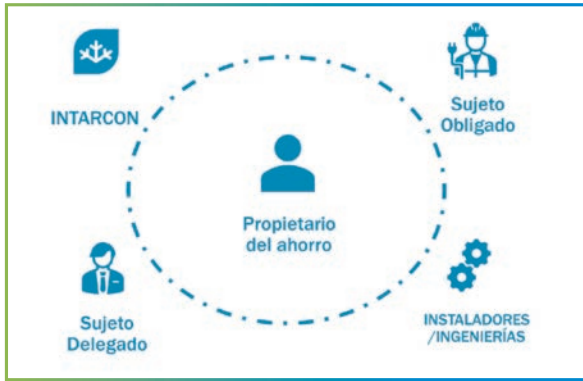 INTARCON
Sujeto
Obligado
Propietario
del ahorro
Sujeto
Delegado
INSTALADORES
/INGENIERÍAS